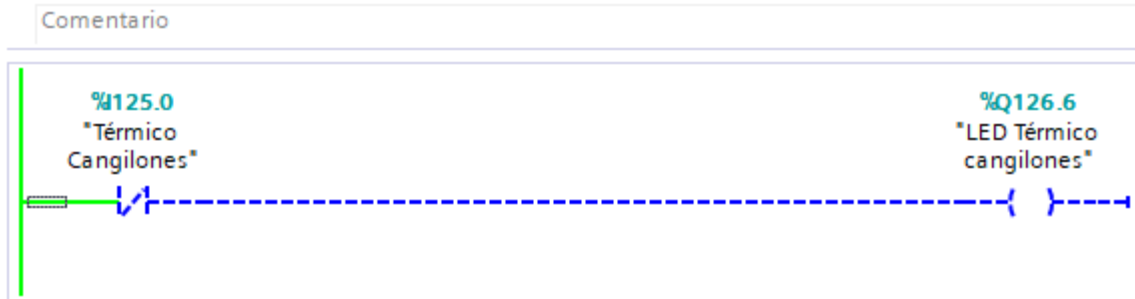 Comentario
%I125.0
"Térmico
Cangilones"
%Q126.6
"LED Térmico
cangilones"